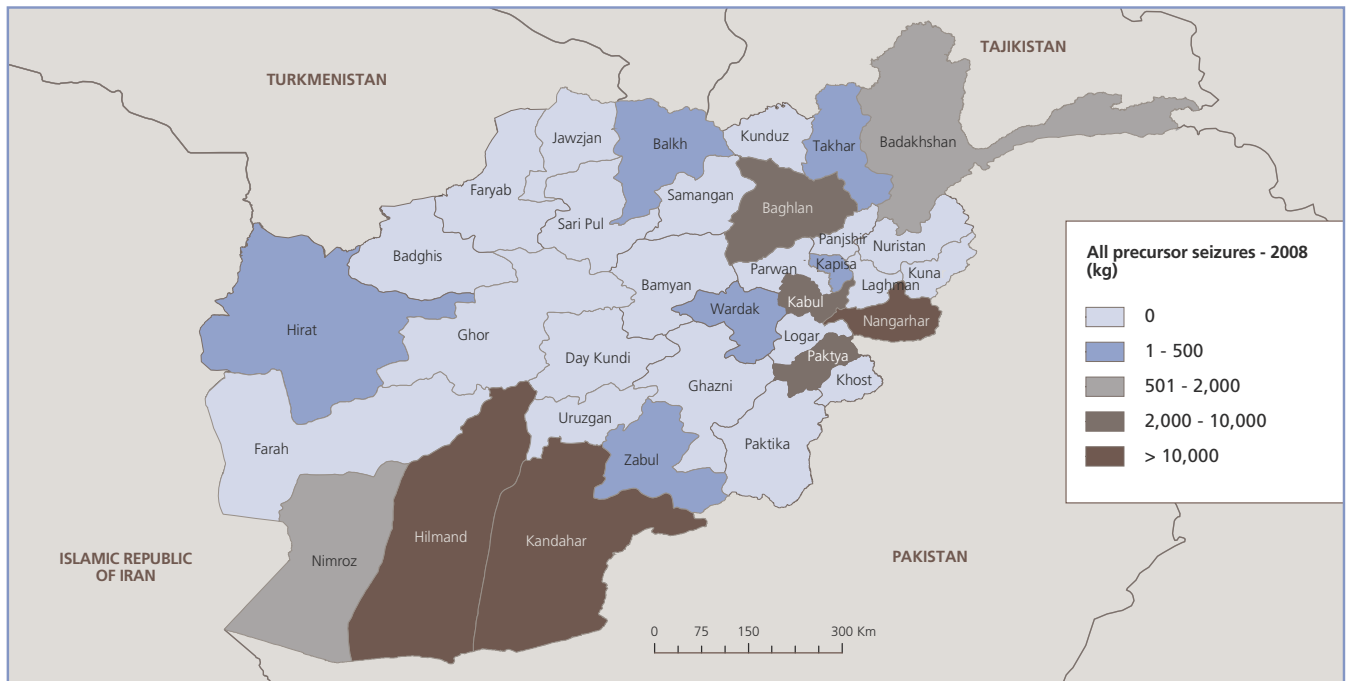 TAJIKISTAN
TURKMENISTAN
Jawzjan
Balkh
Kunduz
Takhar
Badakhshan
Faryab
Samangan
Baghlan
Sari Pul
Panjshir
Nuristan
Badghis
Parwan
Kapisa
Kuna
Laghman
Bamyan
Kabul
Wardak
Nangarhar
Hirat
Ghor
Logar
Day Kundi
Paktya
Ghazni
Khost
Uruzgan
Farah
Zabul
Paktika
Hilmand
Kandahar
Nimroz
ISLAMIC REPUBLIC
OF IRAN
PAKISTAN
0 75 150 300 Km
All precursor seizures - 2008
(kg)
0
1 - 500
501 - 2,000
2,000 - 10,000
> 10,000